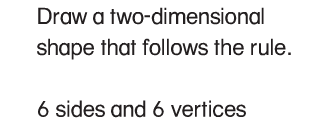 Draw a two-dimensional
shape that follows the rule.
6 sides and 6 vertices